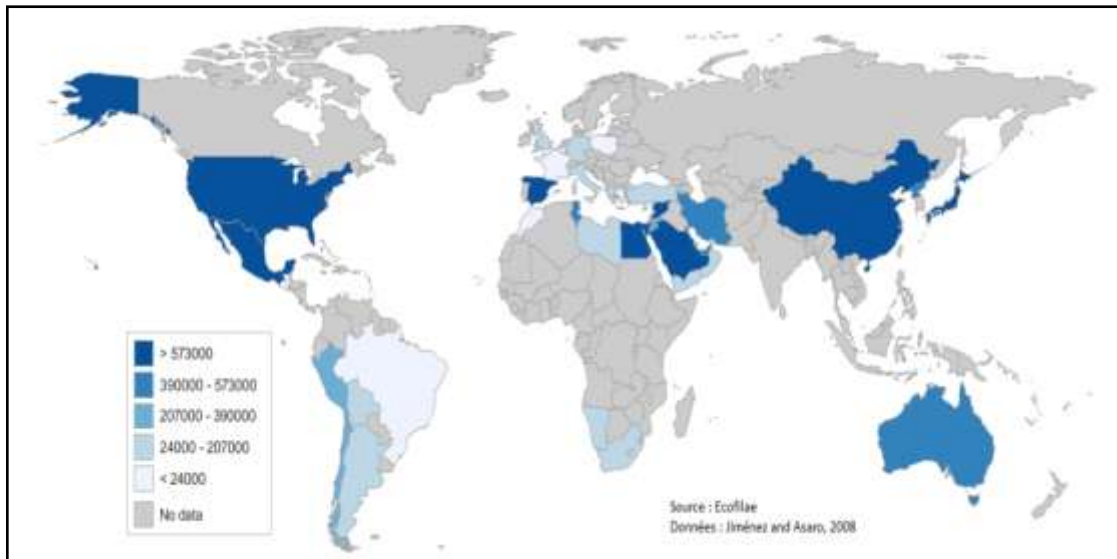 > 573000
390000 - 573000
207000 - 390000
24000 - 207000
< 24000
No data
Source : Ecofilae
Données : Jiménez and Asaro, 2008